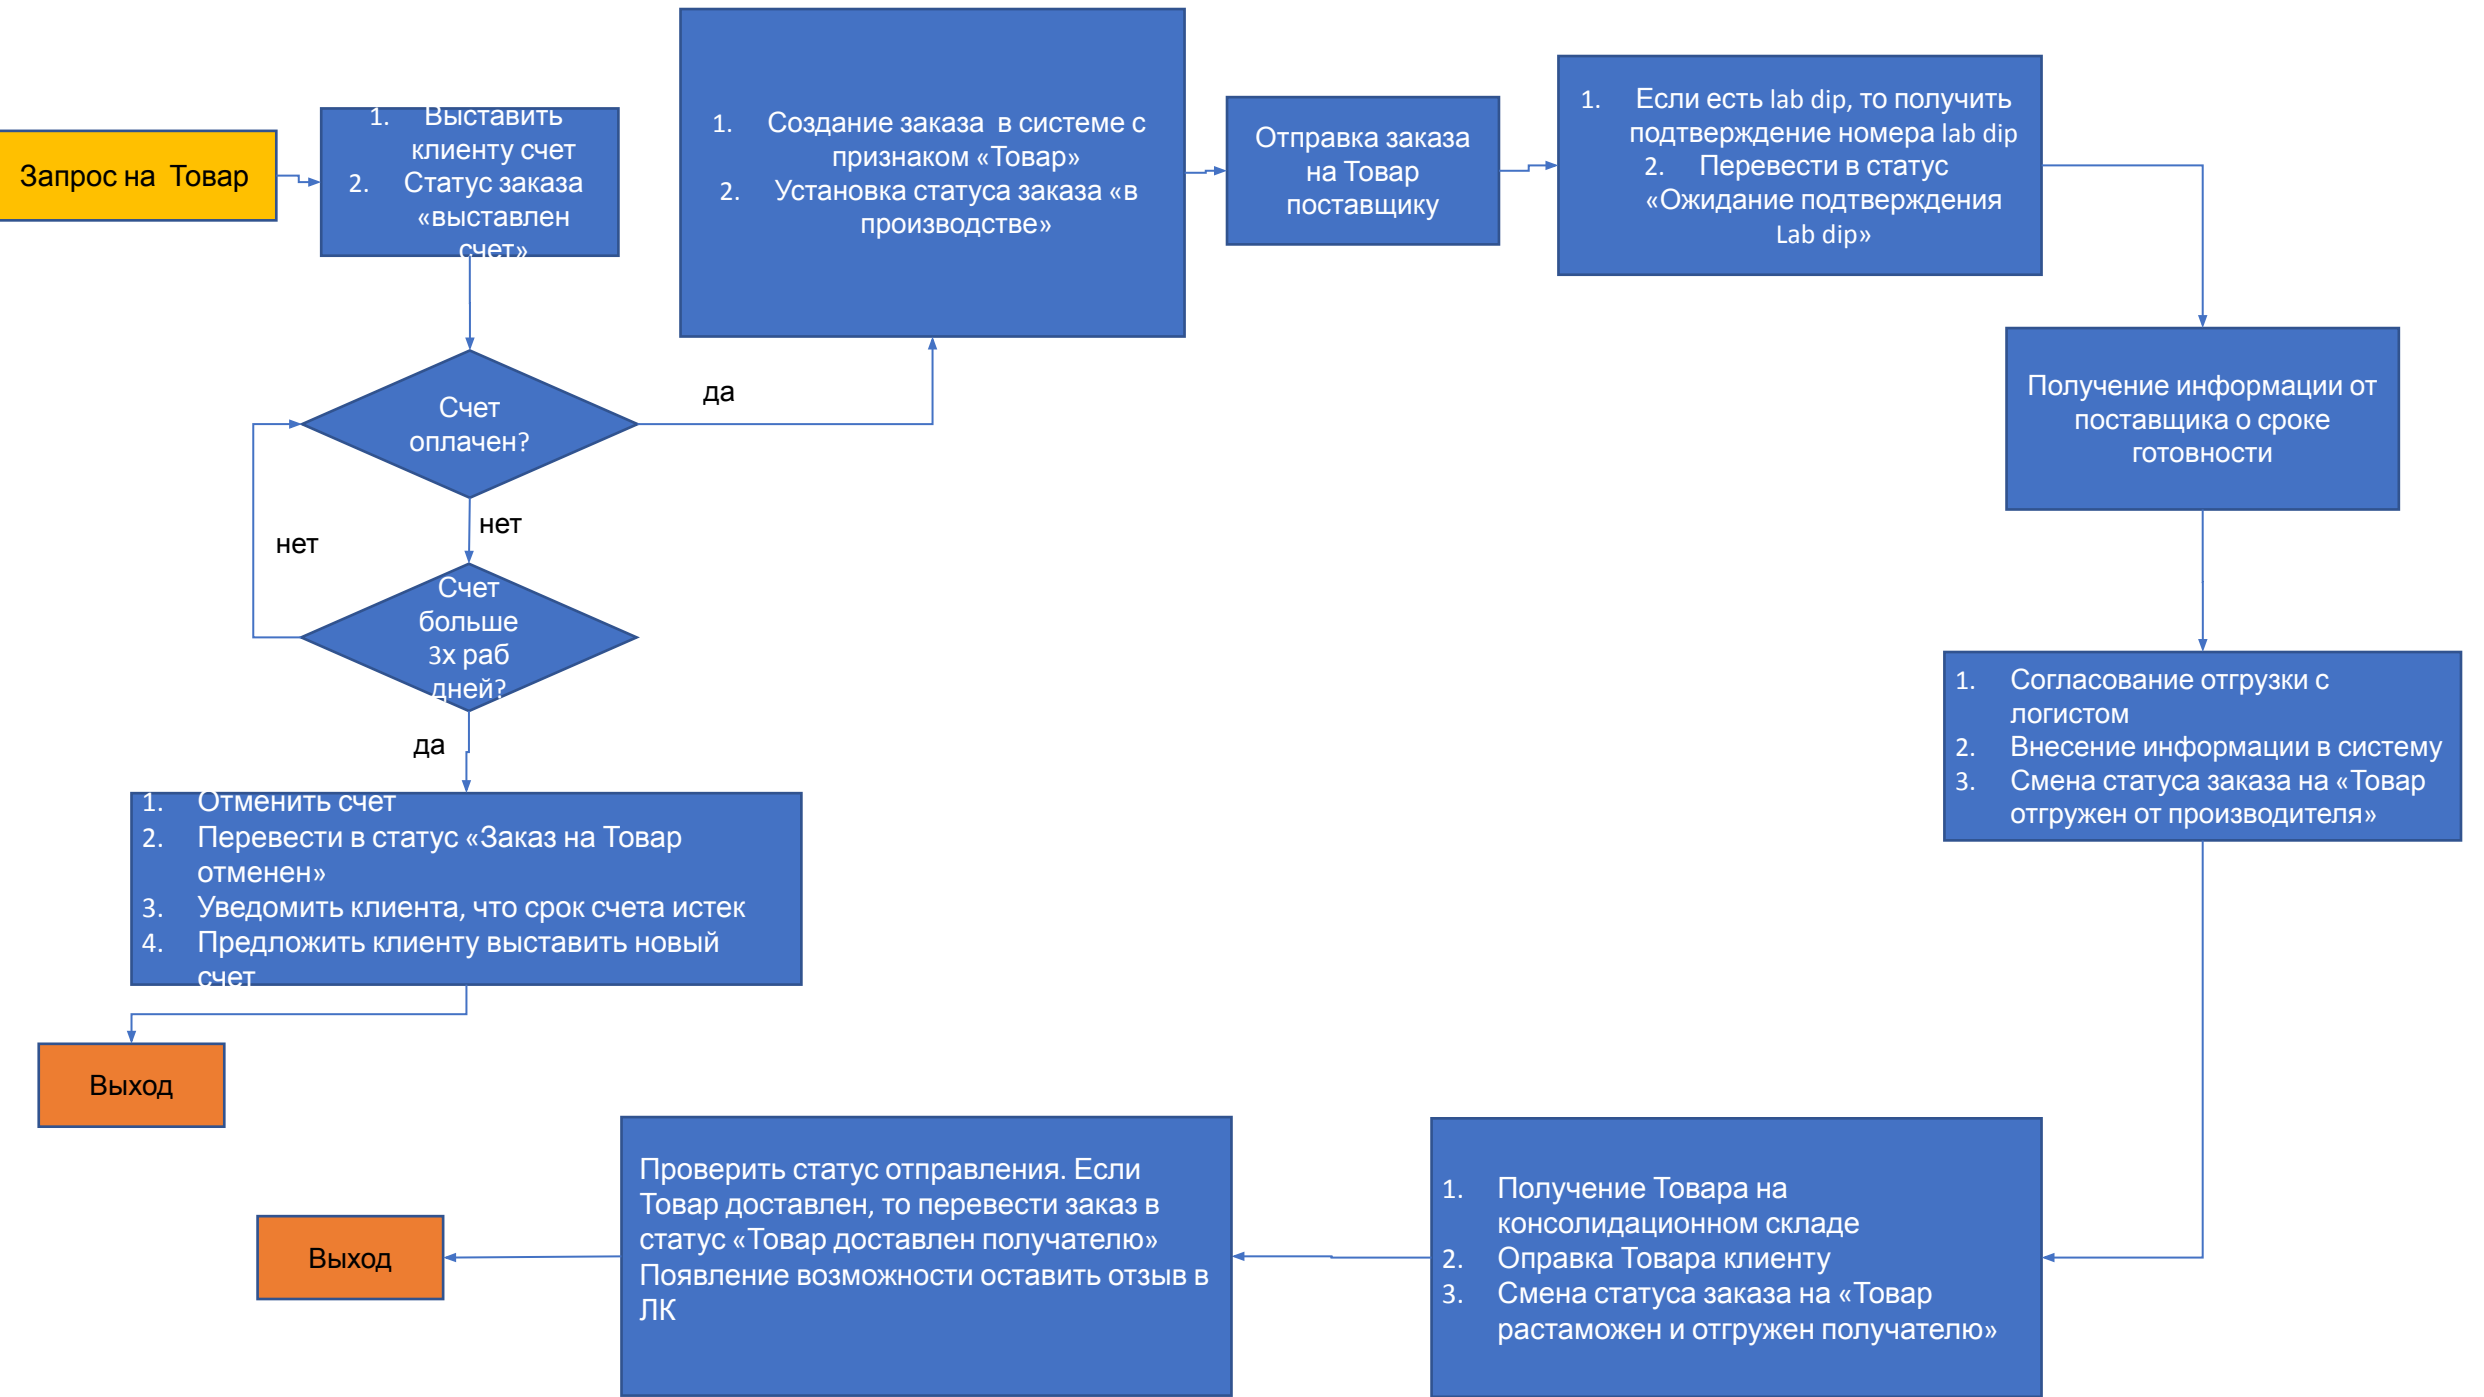 Запрос на Товар
1. Выставить
клиенту счет
2. Статус заказа
«выставлен
счет»
Счет
оплачен?
да
нет
нет
Счет
больше
3х раб
дней?
да
1. Отменить счет
2. Перевести в статус «Заказ на Товар
отменен»
3. Уведомить клиента, что срок счета истек
4. Предложить клиенту выставить новый
счет
Выход
1. Создание заказа в системе с
признаком «Товар»
2. Установка статуса заказа «в
производстве»
Отправка заказа
на Товар
поставщику
1. Если есть lab dip, то получить
подтверждение номера lab dip
2. Перевести в статус
«Ожидание подтверждения
Lab dip»
Получение информации от
поставщика о сроке
готовности
1. Согласование отгрузки с
логистом
2. Внесение информации в систему
3. Смена статуса заказа на «Товар
отгружен от производителя»
1. Получение Товара на
консолидационном складе
2. Оправка Товара клиенту
3. Смена статуса заказа на «Товар
растаможен и отгружен получателю»
Проверить статус отправления. Если
Товар доставлен, то перевести заказ в
статус «Товар доставлен получателю»
Появление возможности оставить отзыв в
ЛК
Выход